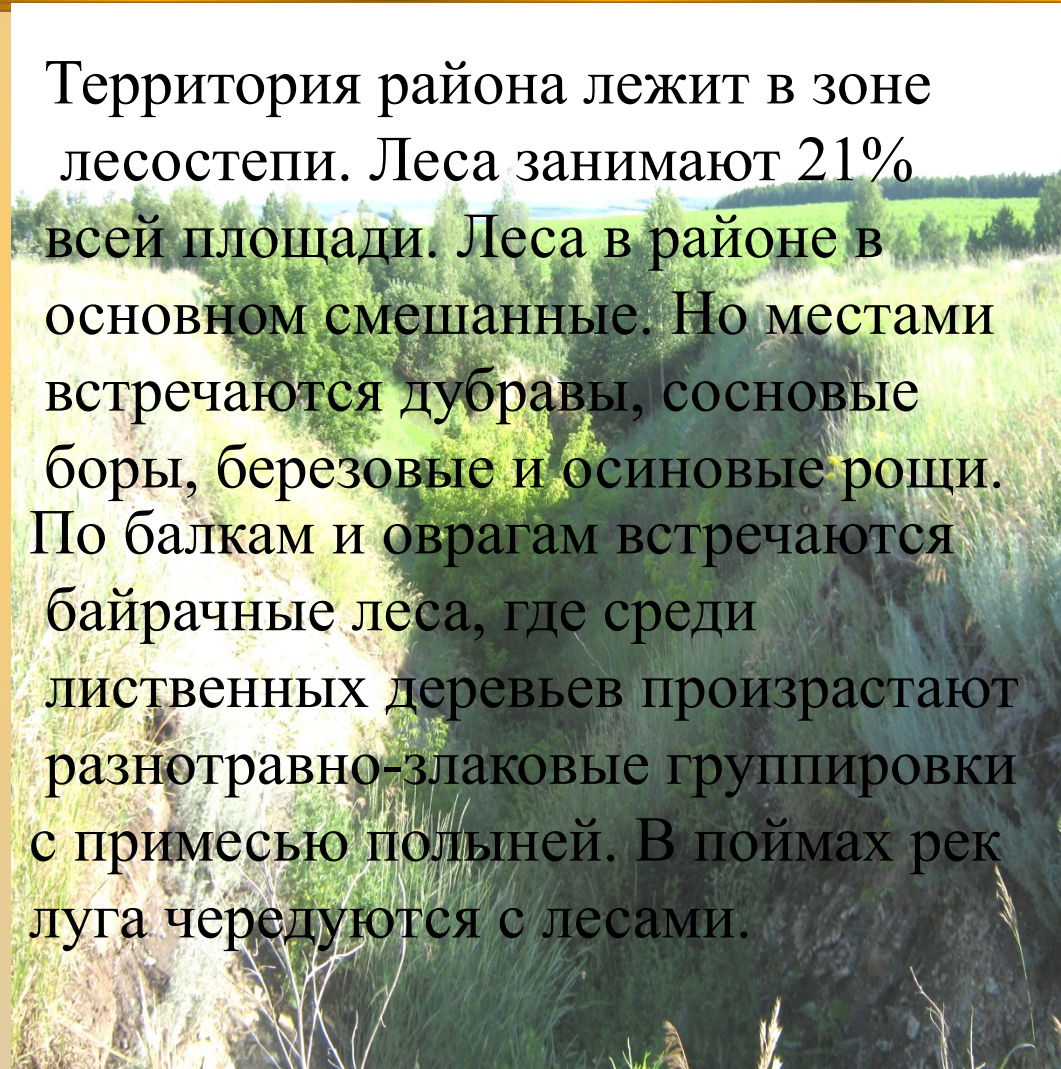 Территория района лежит в зоне
лесостепи. Леса занимают 21%
всей площади. Леса в районе в
основном смешанные. Но местами
встречаются дубравы, сосновые
боры, березовые и осиновые рощи.
По балкам и оврагам встречаются
байрачные леса, где среди
лиственных деревьев произрастают
разнотравно-злаковые группировки
с примесью полыней. В поймах рек
луга чередуются с лесами.